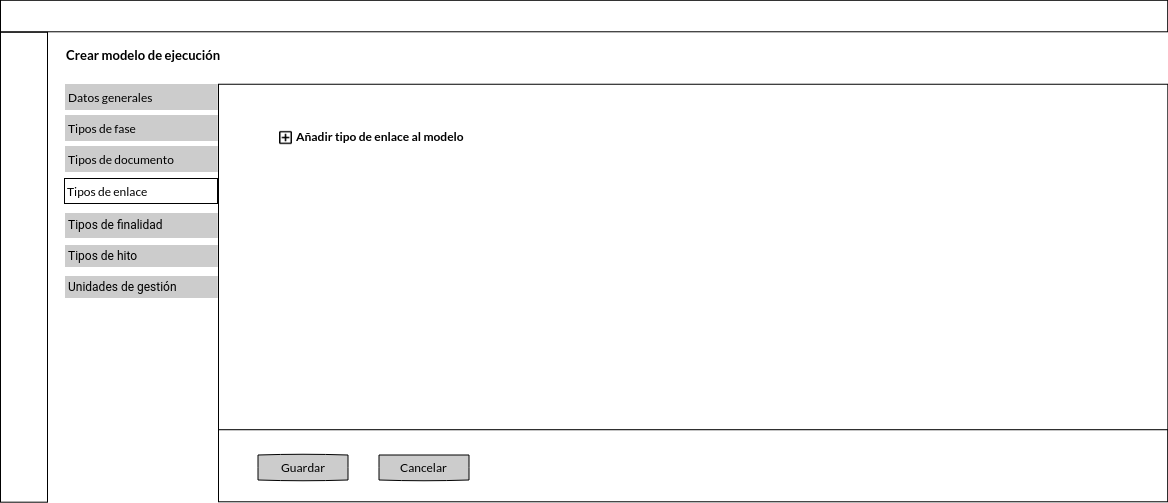 Crear modelo de ejecución
Datos generales
Tipos de fase
Tipos de documento
Tipos de enlace
Tipos de finalidad
Tipos de hito
Unidades de gestión
Añadir tipo de enlace al modelo
Guardar
Cancelar